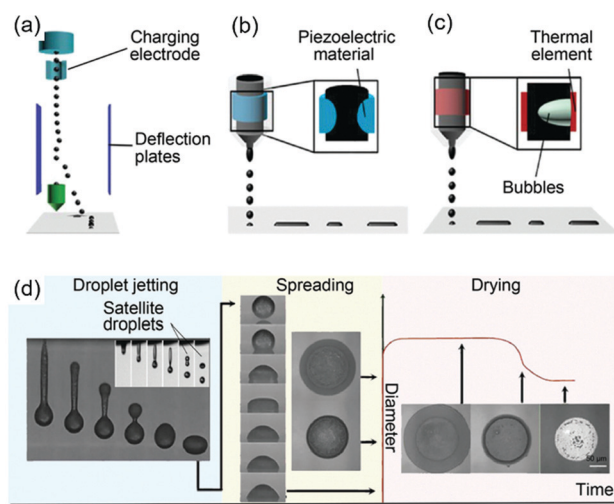 (a)
Charging
electrode
Deflection
plates
(b)
Piezoelectric
material
(c)
Thermal
element
Bubbles
(d)
Droplet jetting
Satellite
droplets
Spreading
Drying
Diameter
50 μm
Time